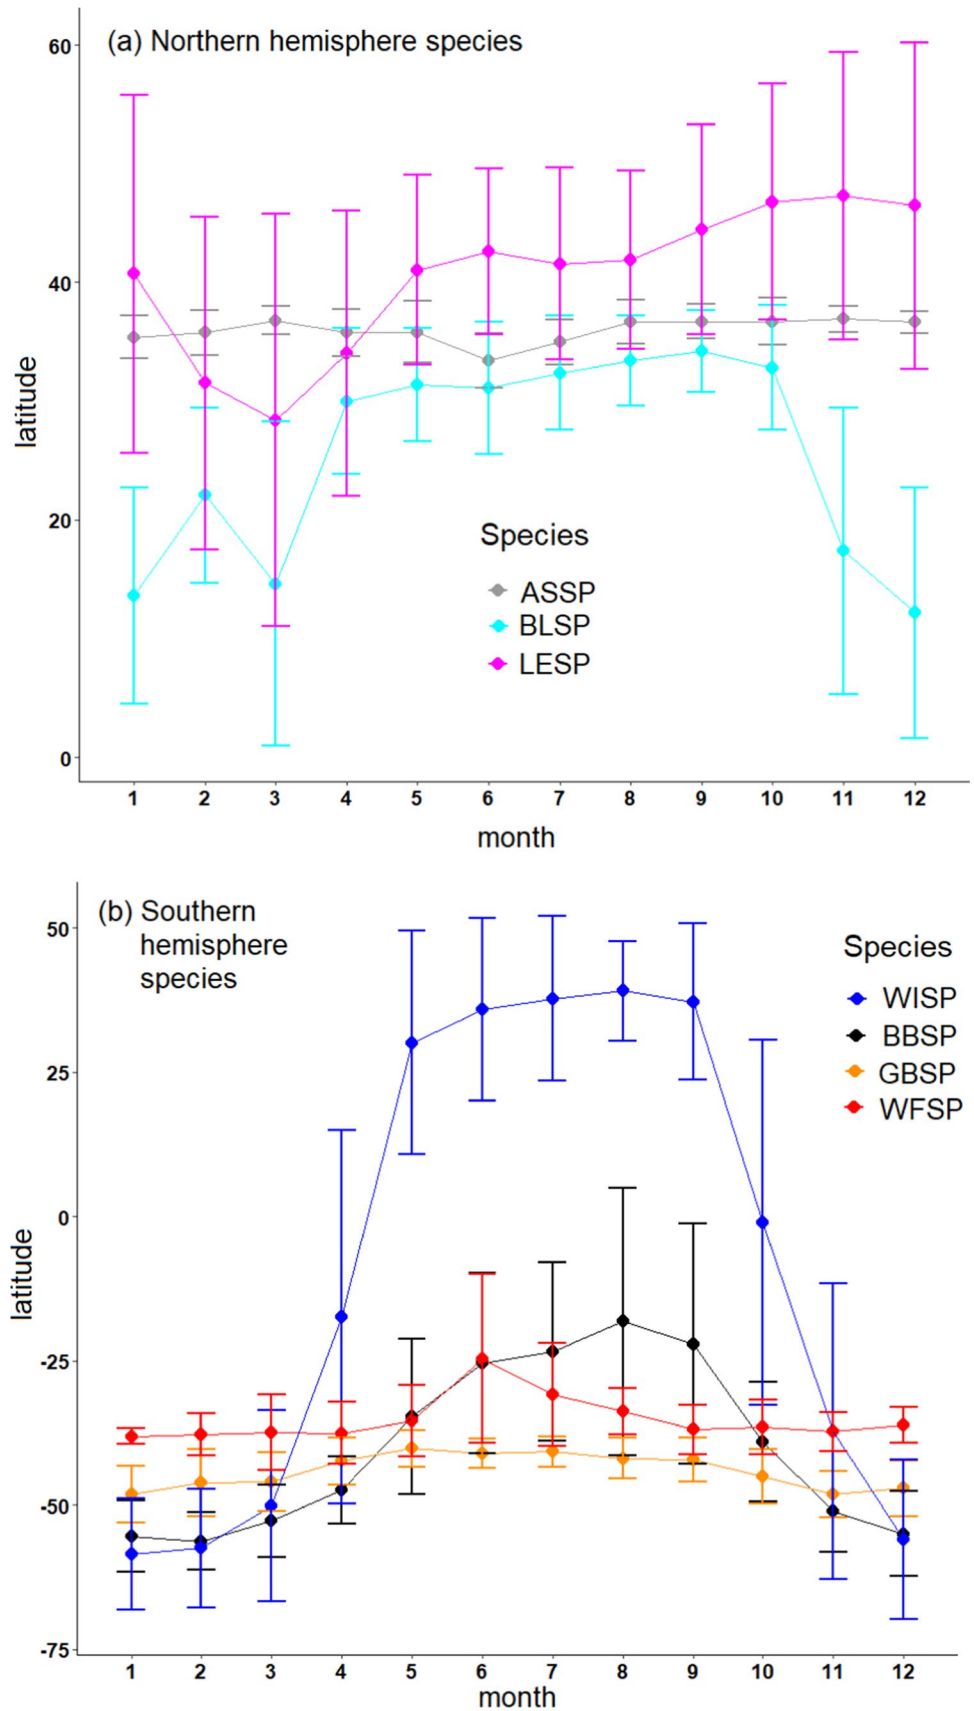 (a) Northern hemisphere species
60
40
20
0
latitude
Species
ASSP
BLSP
LESP
1 2 3 4 5 6 7 8 9 10 11 12
month
(b) Southern
hemisphere
species
50
25
0
-25
-50
-75
latitude
Species
WISP
BBSP
GBSP
WFSP
1 2 3 4 5 6 7 8 9 10 11 12
month